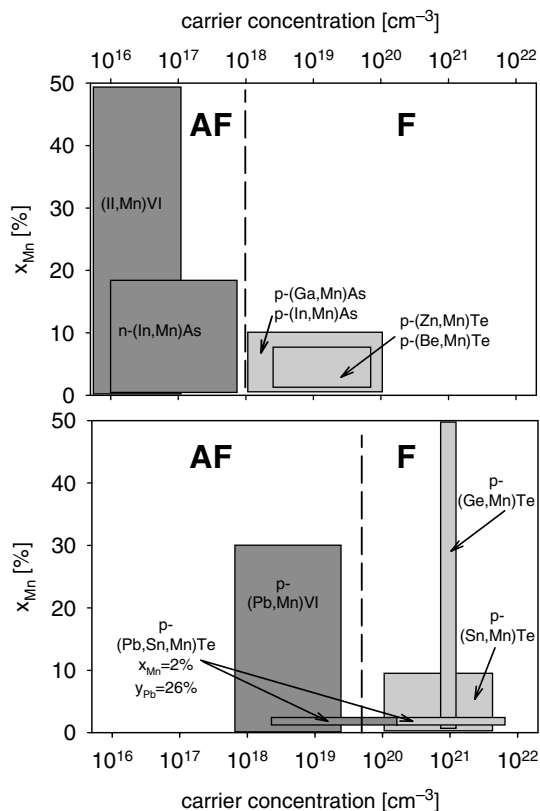 carrier concentration [cm⁻³]
10¹⁶ 10¹⁷ 10¹⁸ 10¹⁹ 10²⁰ 10²¹ 10²²
50
AF F
40
(II,Mn)VI
30
x_Mn [%]
20
p-(Ga,Mn)As
p-(In,Mn)As
n-(In,Mn)As
p-(Zn,Mn)Te
p-(Be,Mn)Te
10
0
50
AF F
p-
(Ge,Mn)Te
40
30
x_Mn [%]
p-
(Pb,Mn)VI
20
p-
(Sn,Mn)Te
p-
(Pb,Sn,Mn)Te
x_Mn=2%
y_Pb=26%
10
0
10¹⁶ 10¹⁷ 10¹⁸ 10¹⁹ 10²⁰ 10²¹ 10²²
carrier concentration [cm⁻³]